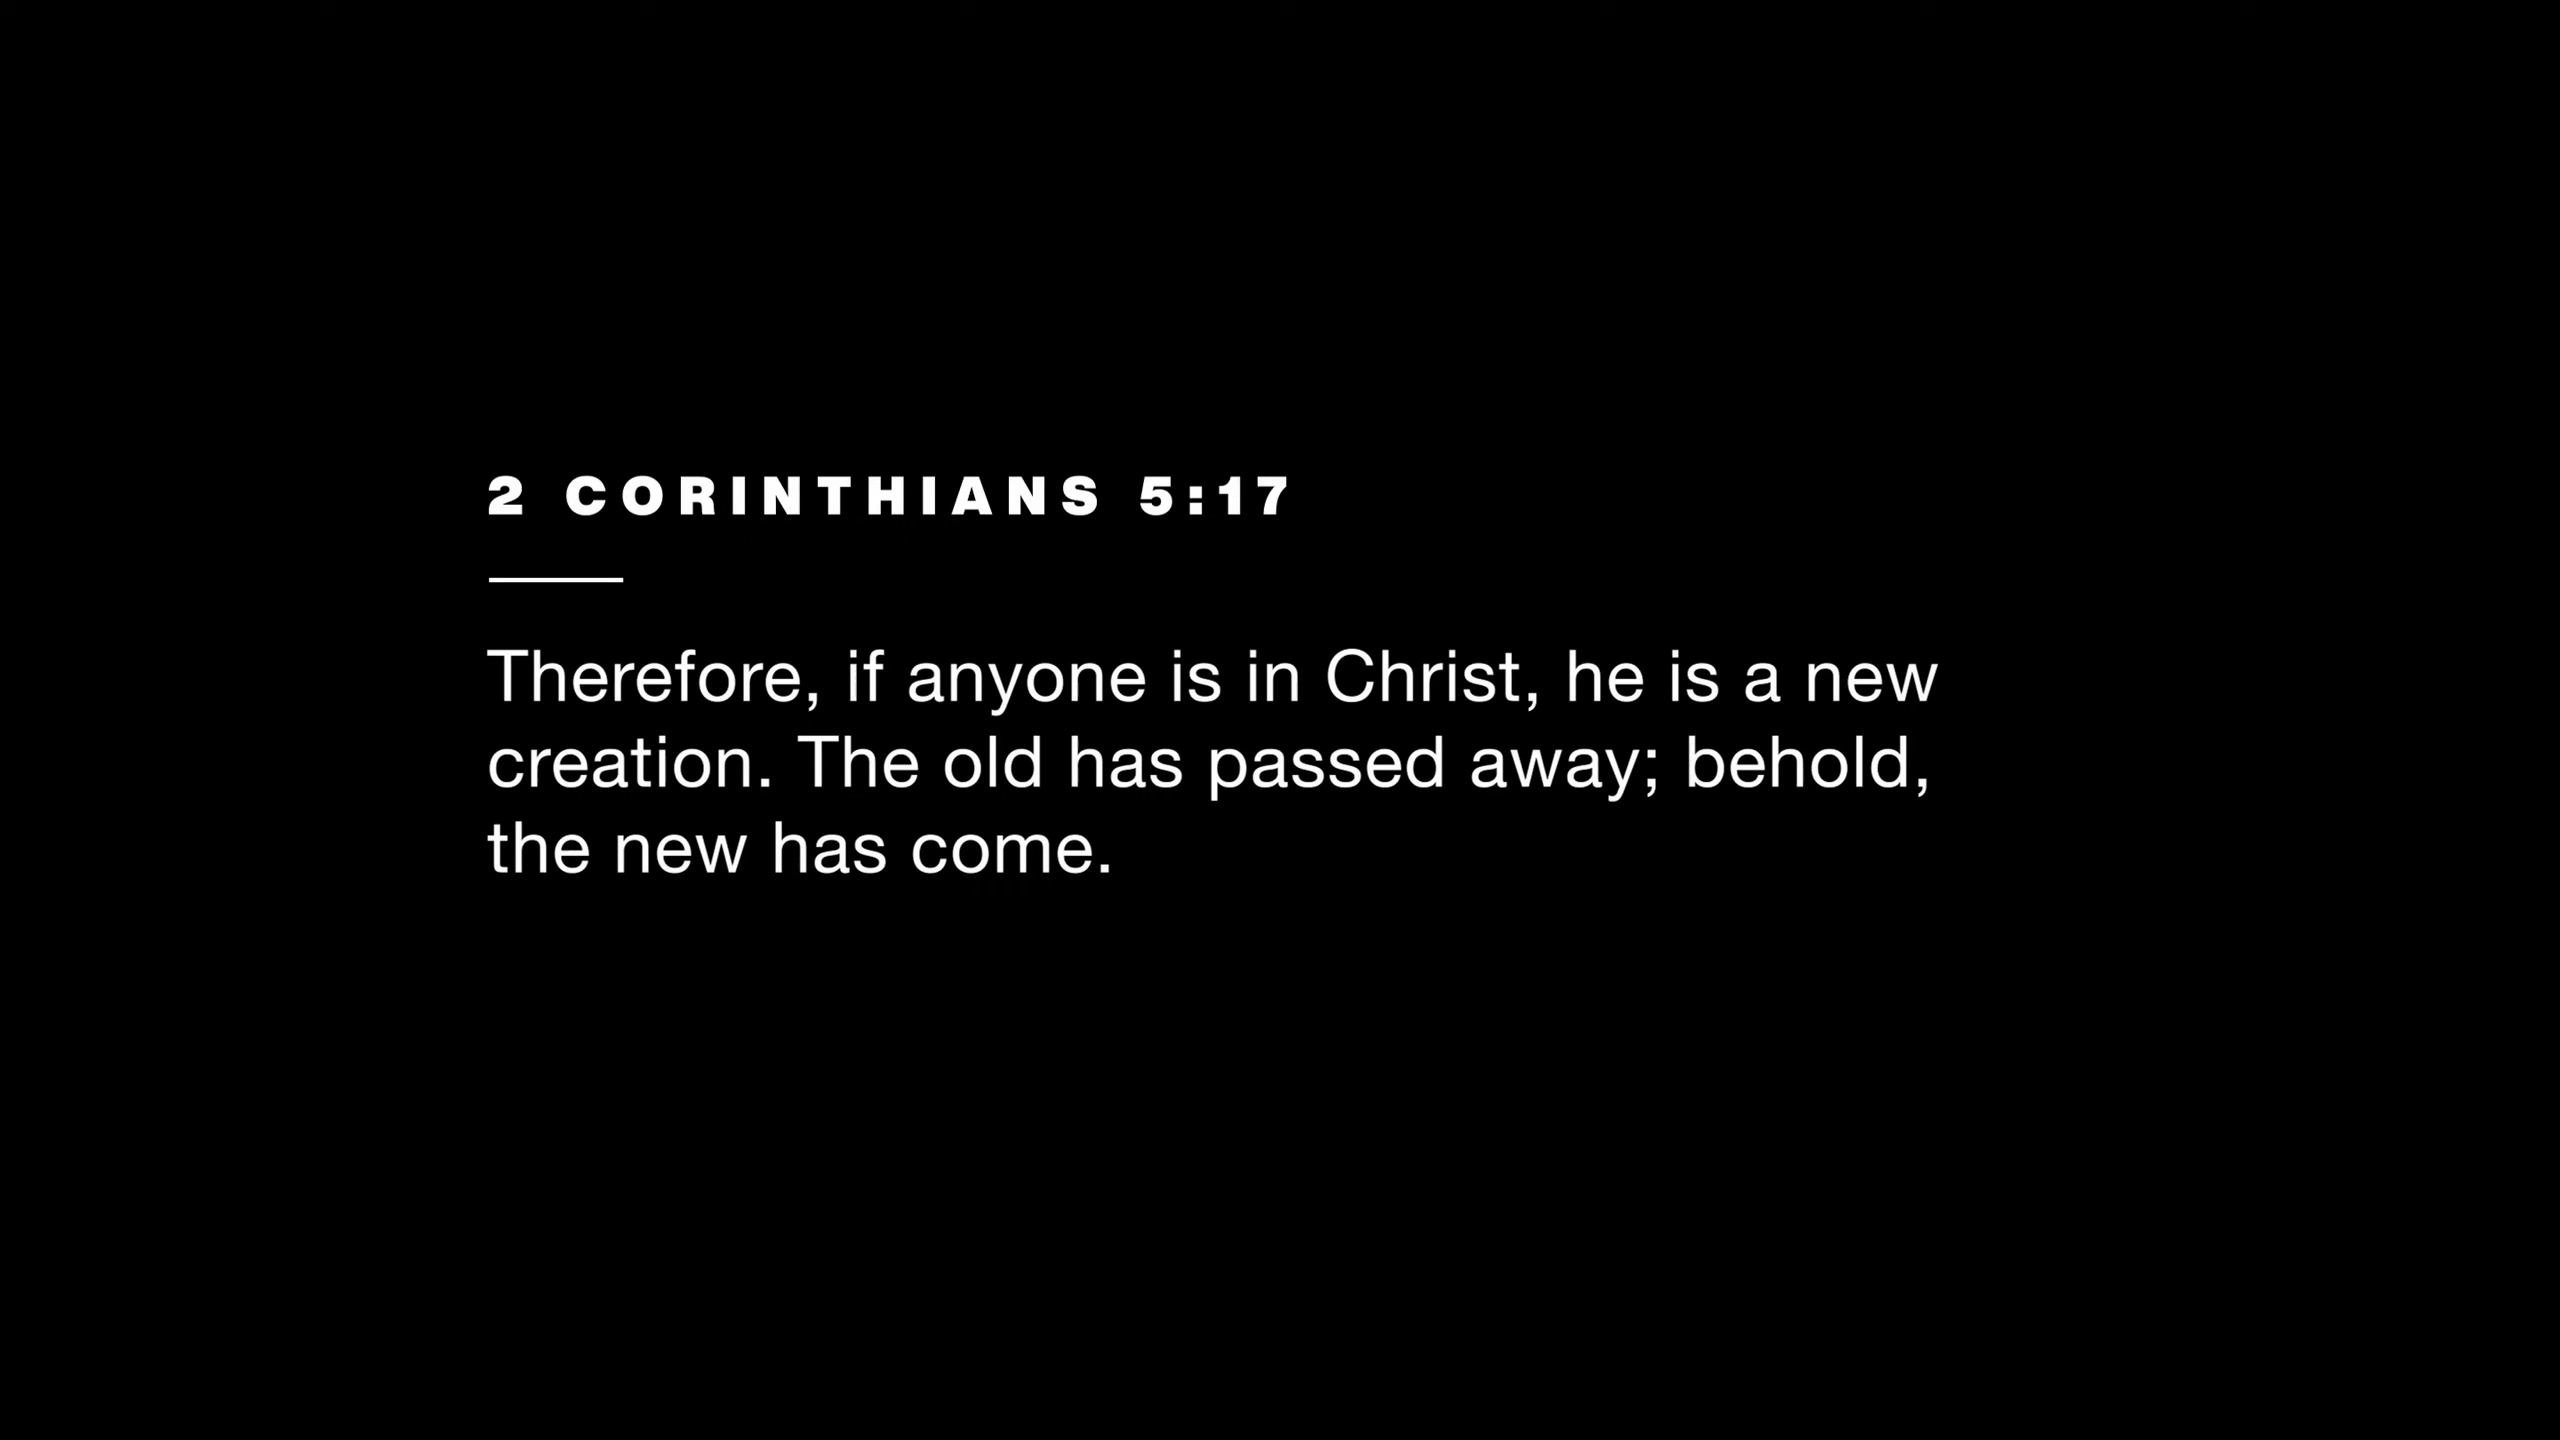 2 CORINTHIANS 5:17
Therefore, if anyone is in Christ, he is a new
creation. The old has passed away; behold,
the new has come.